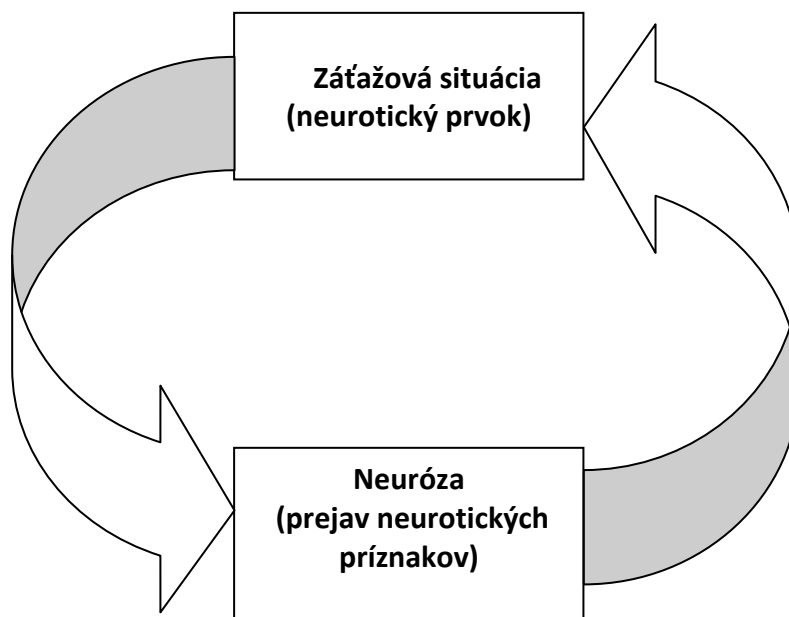 Záťažová situácia
(neurotický prvok)
Neuróza
(prejav neurotických
príznakov)